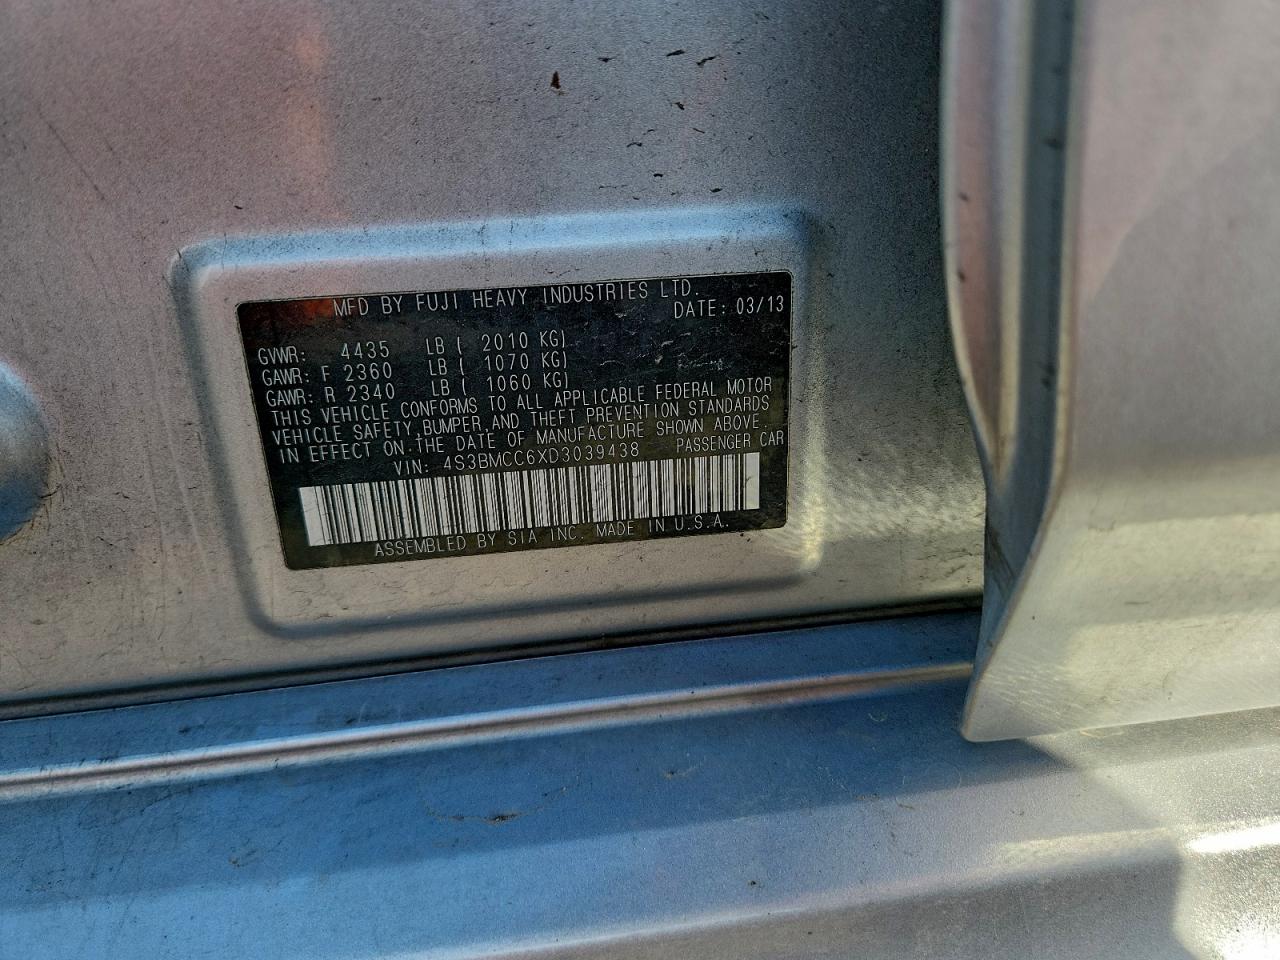 MFD BY FUJI HEAVY INDUSTRIES LTD.
DATE: 03/13
GVWR: 4435 LB ( 2010 KG)
GAWR: F 2360 LB ( 1070 KG)
GAWR: R 2340 LB ( 1060 KG)
THIS VEHICLE CONFORMS TO ALL APPLICABLE FEDERAL MOTOR
VEHICLE SAFETY,BUMPER,AND THEFT PREVENTION STANDARDS
IN EFFECT ON THE DATE OF MANUFACTURE SHOWN ABOVE.
VIN: 4S3BMCC6XD3039438 PASSENGER CAR
ASSEMBLED BY SIA INC. MADE IN U.S.A.